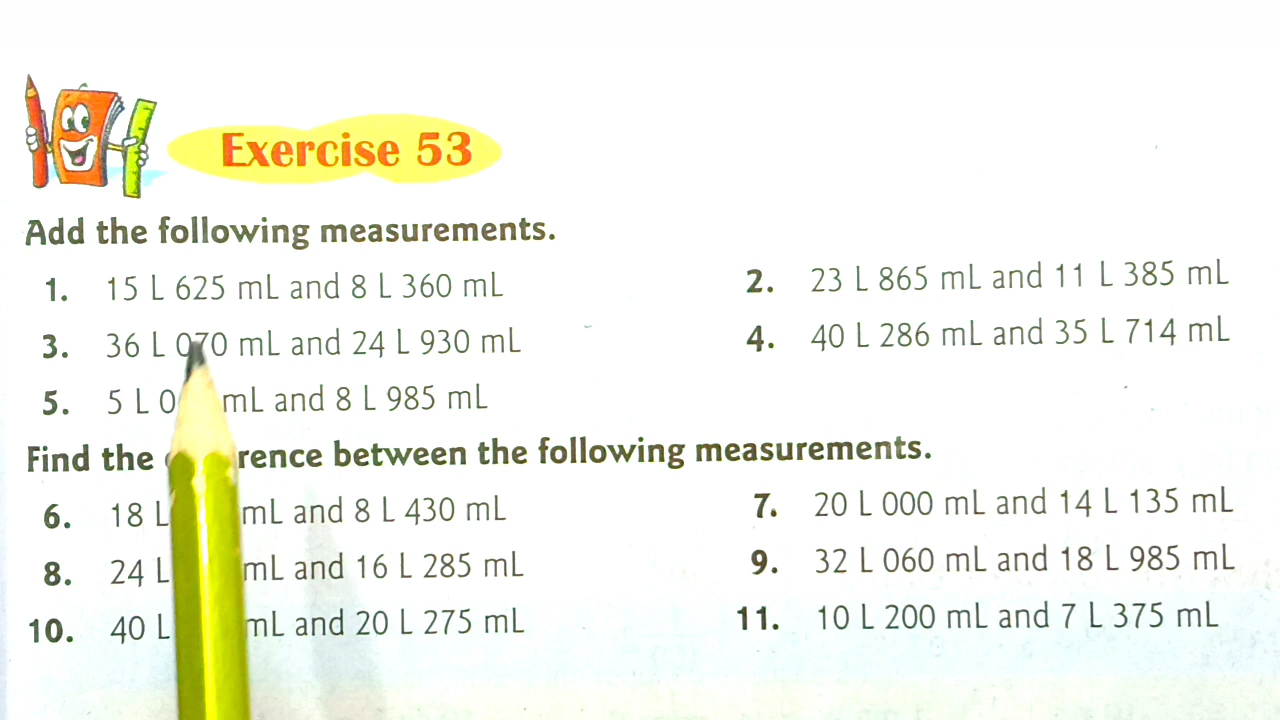 Exercise 53
Add the following measurements.
1. 15 L 625 mL and 8 L 360 mL
2. 23 L 865 mL and 11 L 385 mL
3. 36 L 070 mL and 24 L 930 mL
4. 40 L 286 mL and 35 L 714 mL
5. 5 L mL and 8 L 985 mL
Find the between the following measurements.
6. 18 L mL and 8 L 430 mL
7. 20 L 000 mL and 14 L 135 mL
8. 24 L mL and 16 L 285 mL
9. 32 L 060 mL and 18 L 985 mL
10. 40 L mL and 20 L 275 mL
11. 10 L 200 mL and 7 L 375 mL